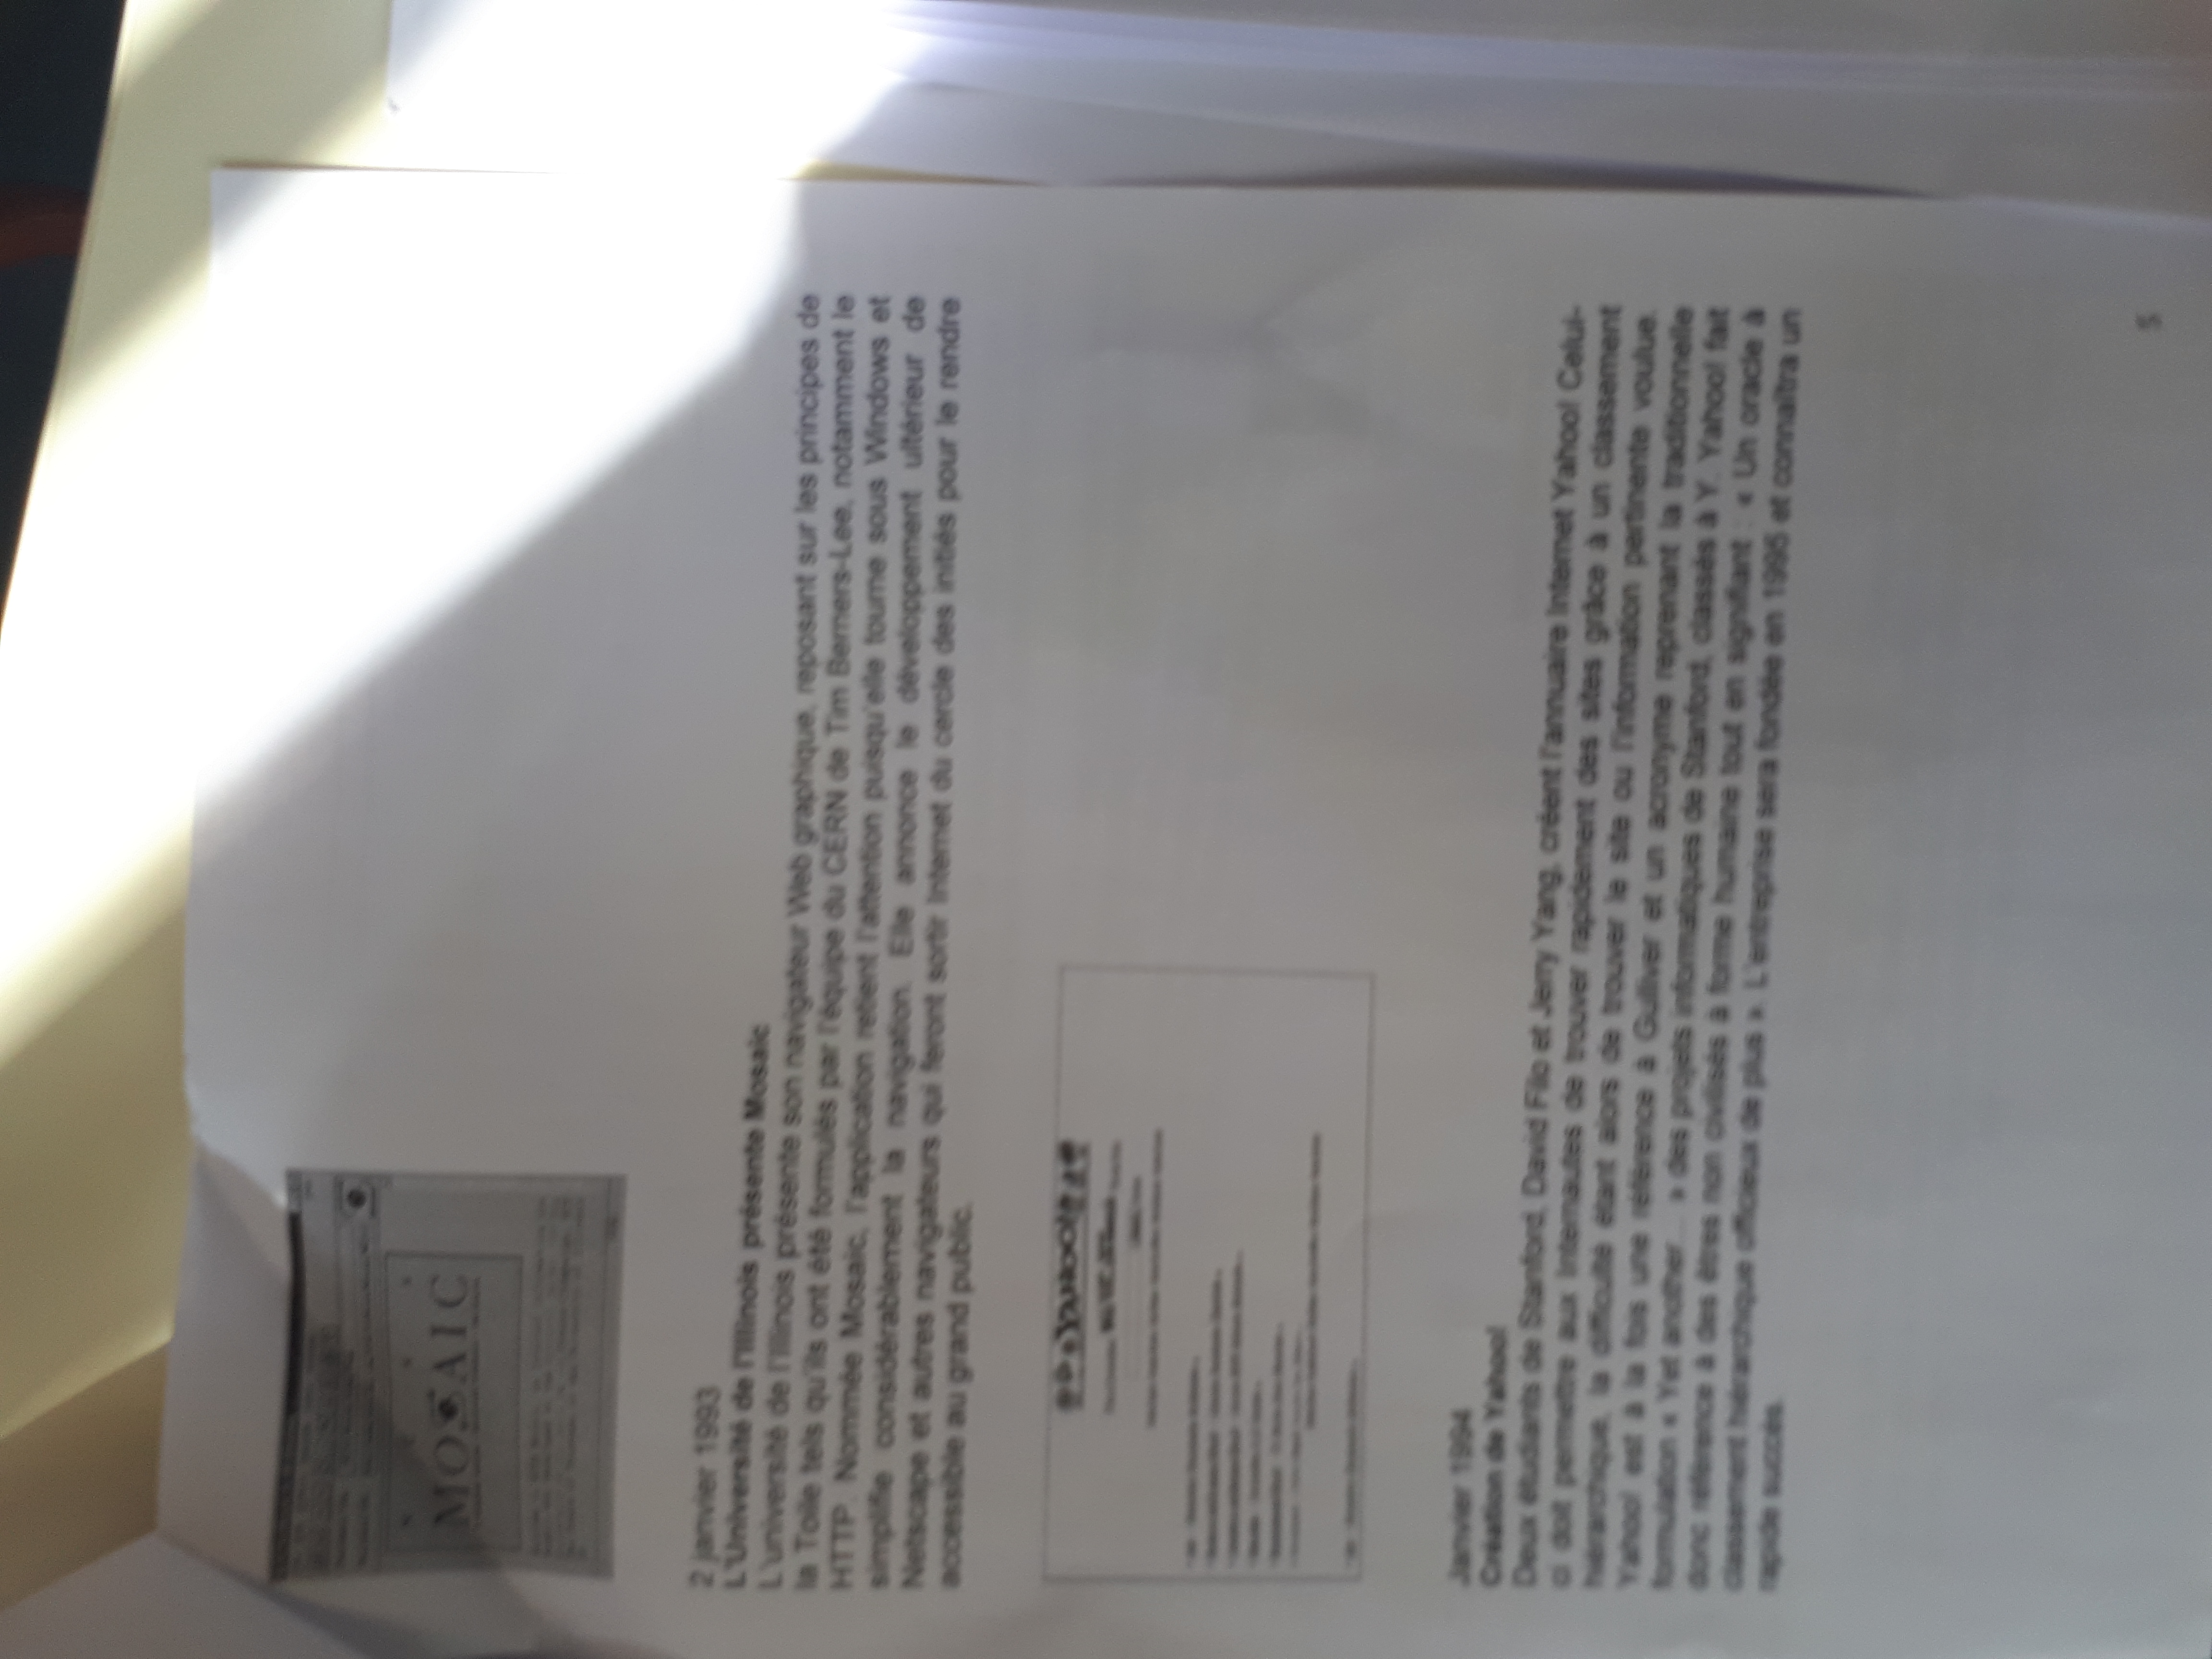 MOSAIC
2 janvier 1993
L'Université de l'Illinois présente Mosaic
L'université de l'Illinois présente son navigateur Web graphique, reposant sur les principes de
la Toile tels qu'ils ont été formulés par l'équipe du CERN de Tim Berners-Lee, notamment le
HTTP. Nommée Mosaic, l'application retient l'attention puisqu'elle tourne sous Windows et
simplifie considérablement la navigation. Elle annonce le développement ultérieur de
Netscape et autres navigateurs qui feront sortir Internet du cercle des initiés pour le rendre
accessible au grand public.
Janvier 1994
Création de Yahoo!
Deux étudiants de Stanford, David Filo et Jerry Yang, créent l'annuaire Internet Yahoo! Celui-
ci doit permettre aux internautes de trouver rapidement des sites grâce à un classement
hiérarchique, la difficulté étant alors de trouver le site ou l'information pertinente voulue.
Yahoo! est à la fois une référence à Gulliver et un acronyme reprenant la traditionnelle
formulation « Yet another... » des projets informatiques de Stanford, classés à Y. Yahoo! fait
donc référence à des êtres non civilisés à forme humaine tout en signifiant : « Un oracle à
classement hiérarchique officieux de plus ». L'entreprise sera fondée en 1995 et connaîtra un
rapide succès.
5